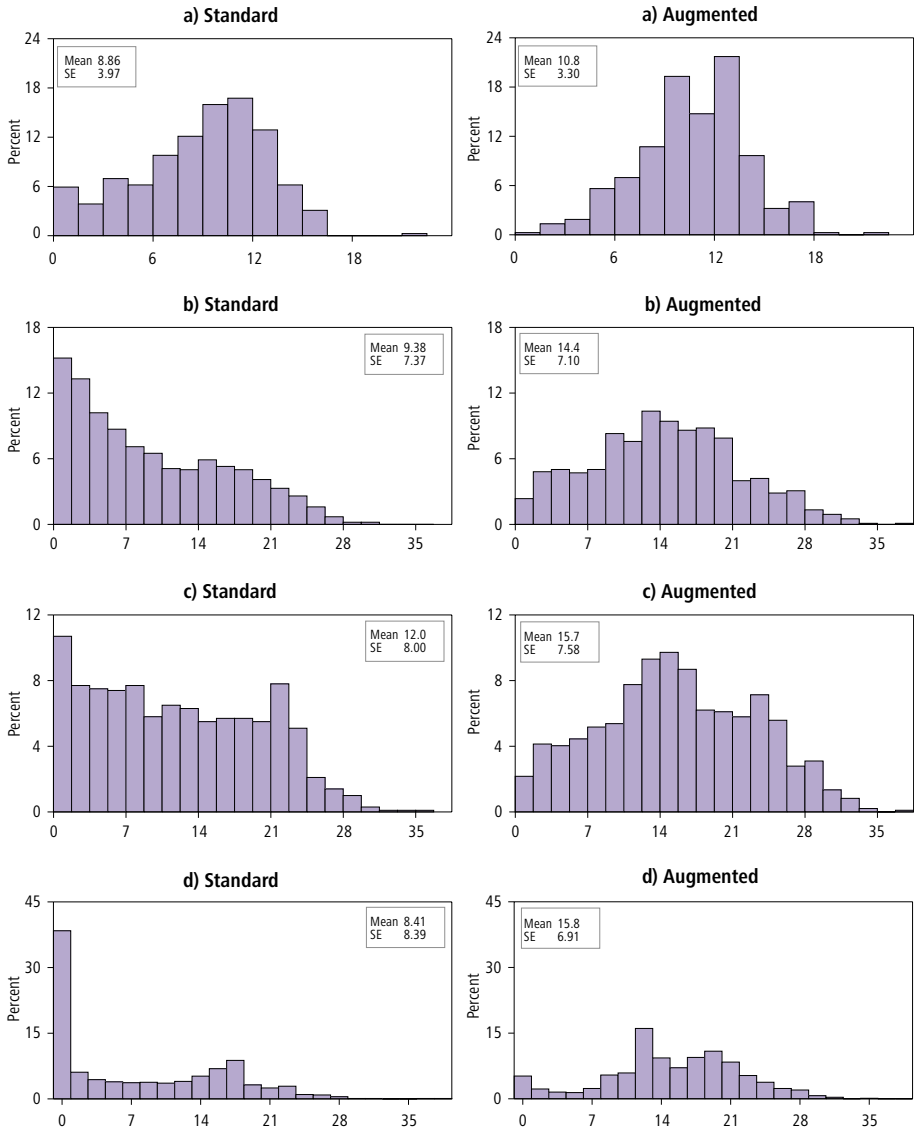 a) Standard
24
18
12
6
0
Percent
Mean 8.86
SE 3.97
0 6 12 18
a) Augmented
24
18
12
6
0
Percent
Mean 10.8
SE 3.30
0 6 12 18
b) Standard
18
12
6
0
Percent
Mean 9.38
SE 7.37
0 7 14 21 28 35
b) Augmented
18
12
6
0
Percent
Mean 14.4
SE 7.10
0 7 14 21 28 35
c) Standard
12
8
4
0
Percent
Mean 12.0
SE 8.00
0 7 14 21 28 35
c) Augmented
12
8
4
0
Percent
Mean 15.7
SE 7.58
0 7 14 21 28 35
d) Standard
45
30
15
0
Percent
Mean 8.41
SE 8.39
0 7 14 21 28 35
d) Augmented
45
30
15
0
Percent
Mean 15.8
SE 6.91
0 7 14 21 28 35